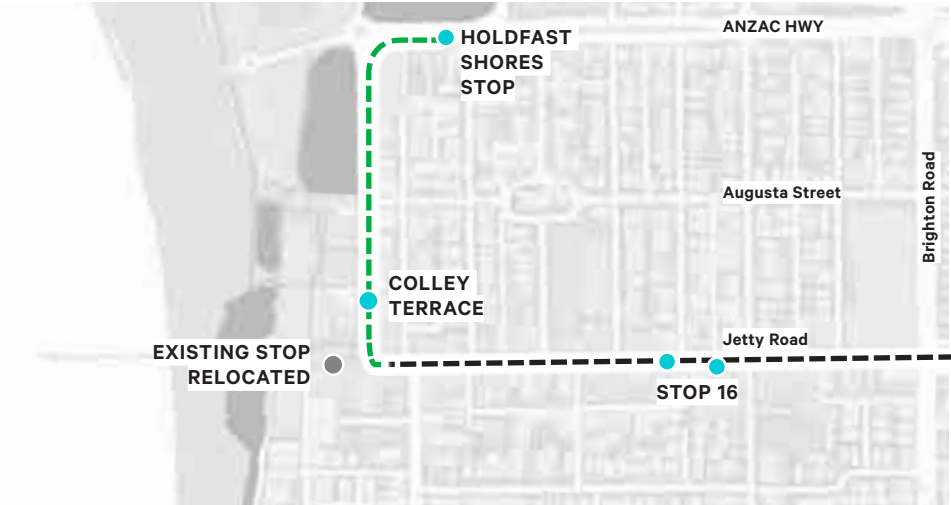 ANZAC HWY
HOLDFAST
SHORES
STOP
Brighton Road
Augusta Street
COLLEY
TERRACE
Jetty Road
EXISTING STOP
RELOCATED
STOP 16